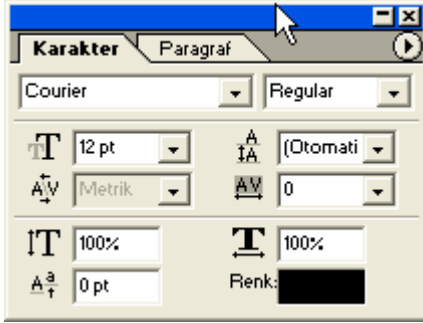 Karakter Paragraf
Courier Regular
12 pt (Otomati
Metrik 0
100% 100%
0 pt Renk: